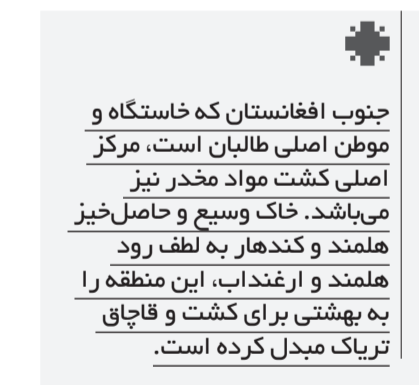 جنوب افغانستان که خاستگاه و
موطن اصلی طالبان است، مرکز
اصلی کشت مواد مخدر نیز
می‌باشد. خاک وسیع و حاصل‌خیز
هلمند و کندهار به لطف رود
هلمند و ارغنداب، این منطقه را
به بهشتی برای کشت و قاچاق
تریاک مبدل کرده است.